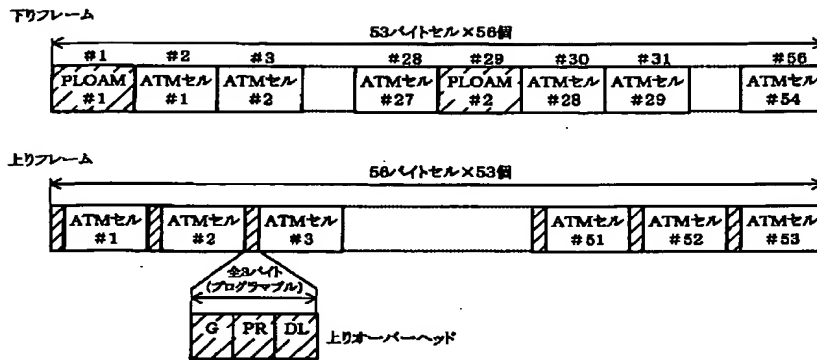 下りフレーム
53バイトセル×56個
#1 #2 #3 #28 #29 #30 #31 #56
PLOAM #1
ATMセル #1
ATMセル #2
ATMセル #27
PLOAM #2
ATMセル #28
ATMセル #29
ATMセル #54
上りフレーム
56バイトセル×53個
ATMセル #1
ATMセル #2
ATMセル #3
ATMセル #51
ATMセル #52
ATMセル #53
全3バイト
(プログラマブル)
G PR DL 上りオーバーヘッド